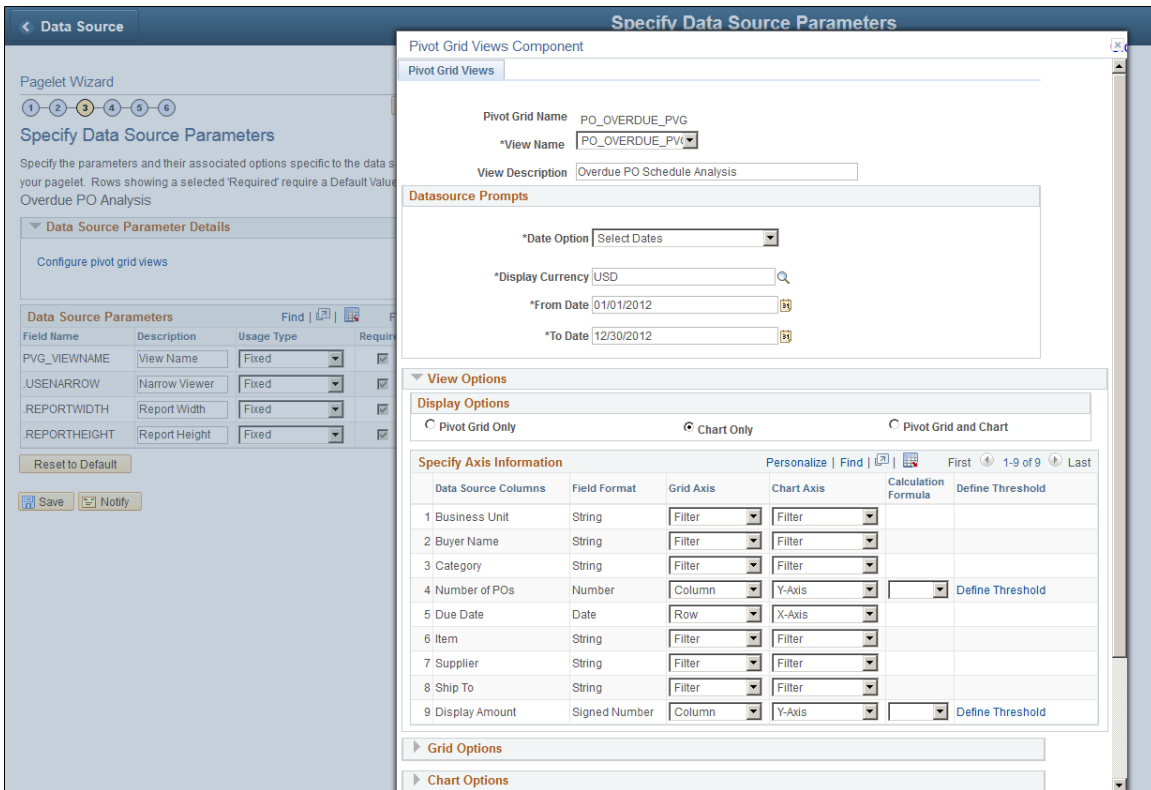 Data Source
Specify Data Source Parameters
Pagelet Wizard
1 2 3 4 5 6
Specify Data Source Parameters
Specify the parameters and their associated options specific to the data s
your pagelet. Rows showing a selected 'Required' require a Default Value
Overdue PO Analysis
Data Source Parameter Details
Configure pivot grid views
Data Source Parameters Find | |
Field Name Description Usage Type Require
PVG_VIEWNAME View Name Fixed
.USENARROW Narrow Viewer Fixed
.REPORTWIDTH Report Width Fixed
.REPORTHEIGHT Report Height Fixed
Reset to Default
Save Notify
Pivot Grid Views Component
Pivot Grid Views
Pivot Grid Name PO_OVERDUE_PVG
*View Name PO_OVERDUE_PV
View Description Overdue PO Schedule Analysis
Datasource Prompts
*Date Option Select Dates
*Display Currency USD
*From Date 01/01/2012
*To Date 12/30/2012
View Options
Display Options
Pivot Grid Only Chart Only Pivot Grid and Chart
Specify Axis Information Personalize | Find | | First 1-9 of 9 Last
Data Source Columns Field Format Grid Axis Chart Axis Calculation Formula Define Threshold
1 Business Unit String Filter Filter
2 Buyer Name String Filter Filter
3 Category String Filter Filter
4 Number of POs Number Column Y-Axis Define Threshold
5 Due Date Date Row X-Axis
6 Item String Filter Filter
7 Supplier String Filter Filter
8 Ship To String Filter Filter
9 Display Amount Signed Number Column Y-Axis Define Threshold
Grid Options
Chart Options